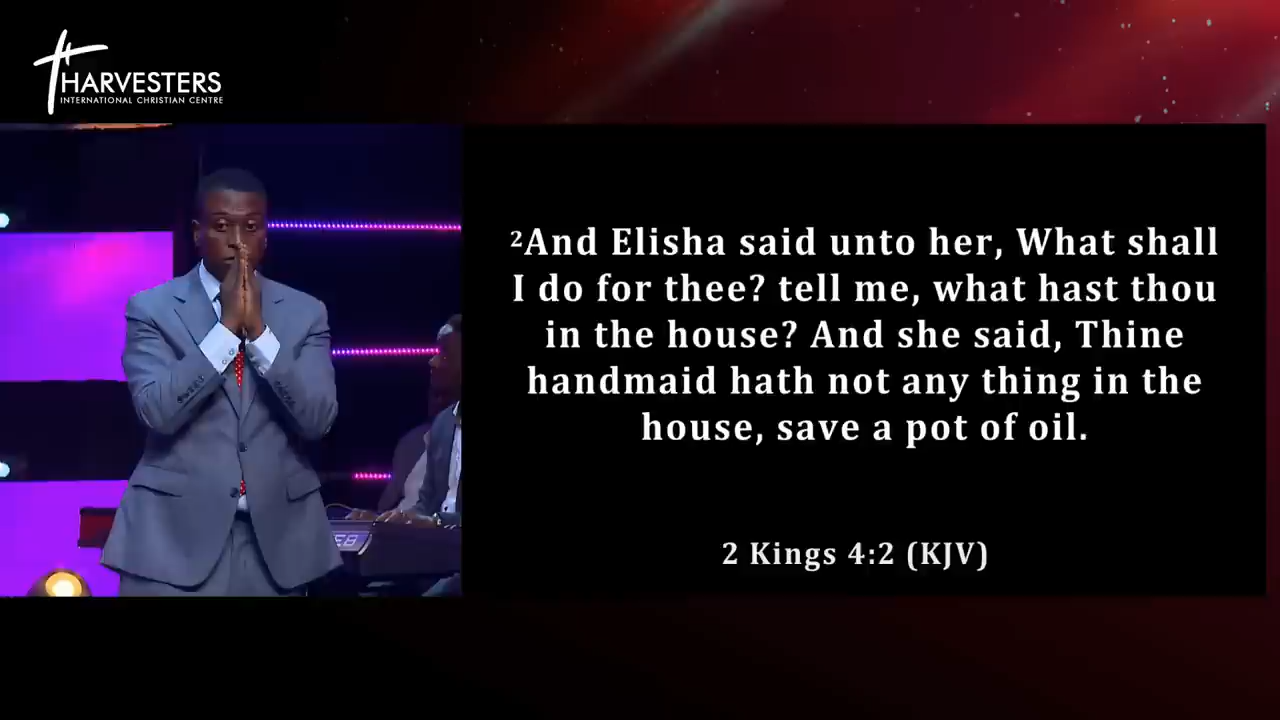 HARVESTERS
INTERNATIONAL CHRISTIAN CENTRE
²And Elisha said unto her, What shall
I do for thee? tell me, what hast thou
in the house? And she said, Thine
handmaid hath not any thing in the
house, save a pot of oil.
2 Kings 4:2 (KJV)